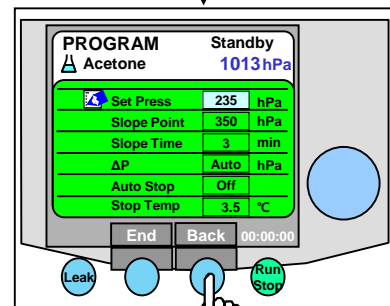 PROGRAM Standby
Acetone 1013hPa
Set Press 235 hPa
Slope Point 350 hPa
Slope Time 3 min
ΔP Auto hPa
Auto Stop Off
Stop Temp 3.5 ℃
End Back 00:00:00
Leak Run
Stop